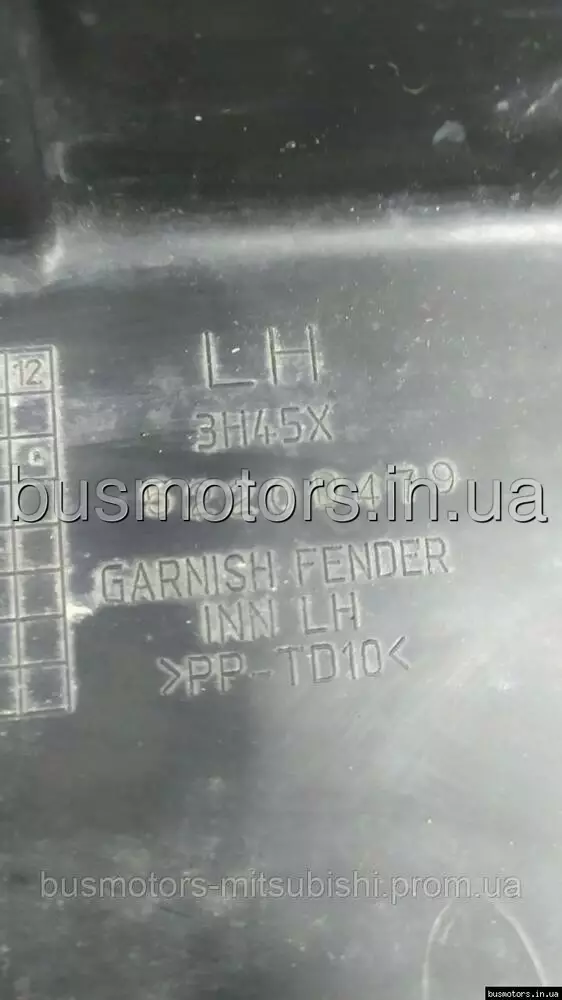 LH
12
3H45X
busmotors.in.ua
GARNISH FENDER
INN LH
>PP-TD10<
busmotors-mitsubishi.prom.ua
busmotors.in.ua